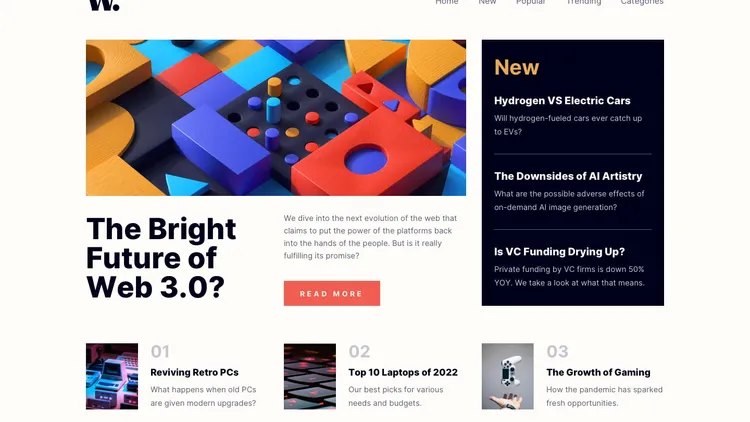 W.
Home New Popular Trending Categories
The Bright
Future of
Web 3.0?
We dive into the next evolution of the web that
claims to put the power of the platforms back
into the hands of the people. But is it really
fulfilling its promise?
READ MORE
New
Hydrogen VS Electric Cars
Will hydrogen-fueled cars ever catch up
to EVs?
The Downsides of AI Artistry
What are the possible adverse effects of
on-demand AI image generation?
Is VC Funding Drying Up?
Private funding by VC firms is down 50%
YOY. We take a look at what that means.
01
Reviving Retro PCs
What happens when old PCs
are given modern upgrades?
02
Top 10 Laptops of 2022
Our best picks for various
needs and budgets.
03
The Growth of Gaming
How the pandemic has sparked
fresh opportunities.